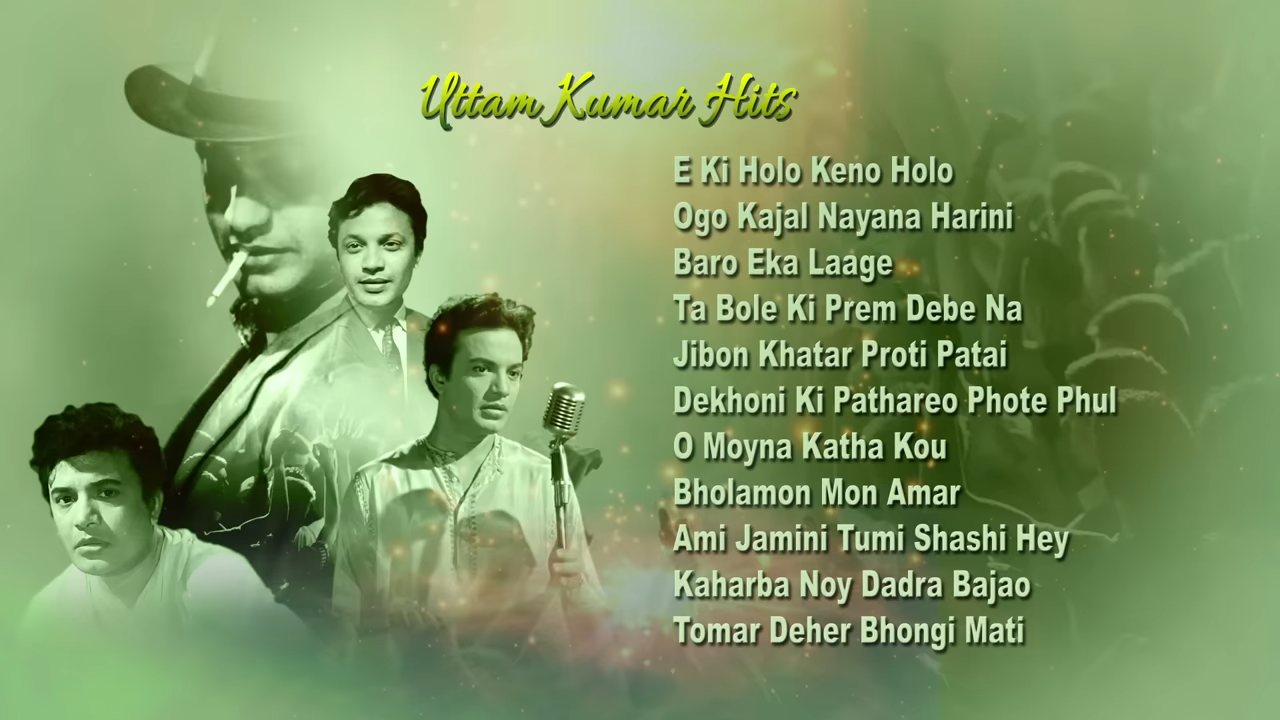 Uttam Kumar Hits
E Ki Holo Keno Holo
Ogo Kajal Nayana Harini
Baro Eka Laage
Ta Bole Ki Prem Debe Na
Jibon Khatar Proti Patai
Dekhoni Ki Pathareo Phote Phul
O Moyna Katha Kou
Bholamon Mon Amar
Ami Jamini Tumi Shashi Hey
Kaharba Noy Dadra Bajao
Tomar Deher Bhongi Mati